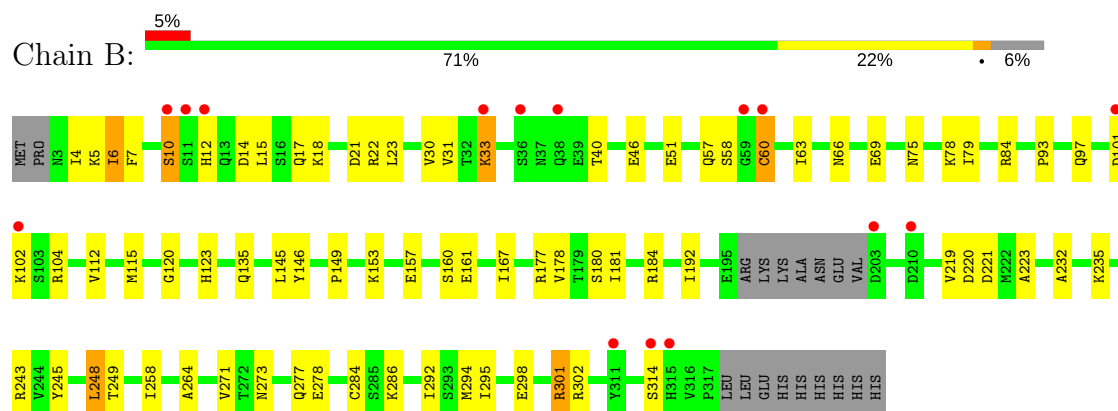 5%
Chain B:
71% 22% • 6%
MET PRO N3 I4 K5 I6 F7 S10 S11 H12 Q13 D14 L15 S16 Q17 K18 D21 R22 L23 V30 V31 T32 K33 S36 N37 Q38 E39 T40 E46 E51 Q57 S58 G59 C60 I63 N66 E69 N75 K78 I79 R84 P93 Q97 D101
K102 S103 R104 V112 M115 G120 H123 Q135 L145 Y146 P149 K153 E157 S160 E161 I167 R177 V178 T179 S180 I181 R184 I192 E195 ARG LYS LYS ALA ASN GLU VAL D203 D210 V219 D220 D221 M222 A223 A232 K235
R243 V244 Y245 L248 T249 I258 A264 V271 T272 N273 Q277 E278 C284 S285 K286 I292 S293 M294 I295 E298 R301 R302 Y311 S314 H315 V316 P317 LEU LEU GLU HIS HIS HIS HIS HIS HIS